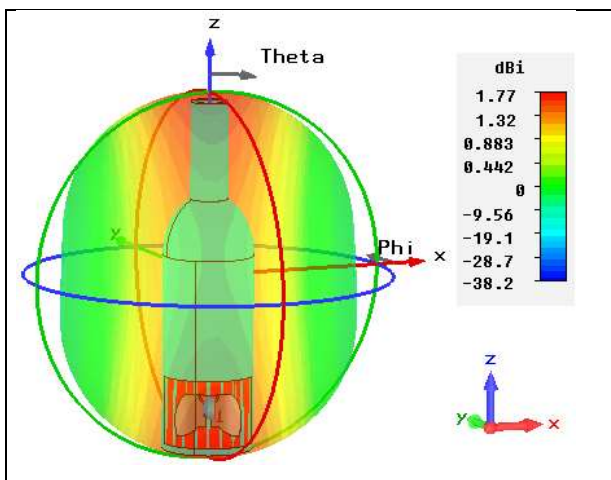 z
Theta
y
Phi
x
dBi
1.77
1.32
0.883
0.442
0
-9.56
-19.1
-28.7
-38.2
z
y
x